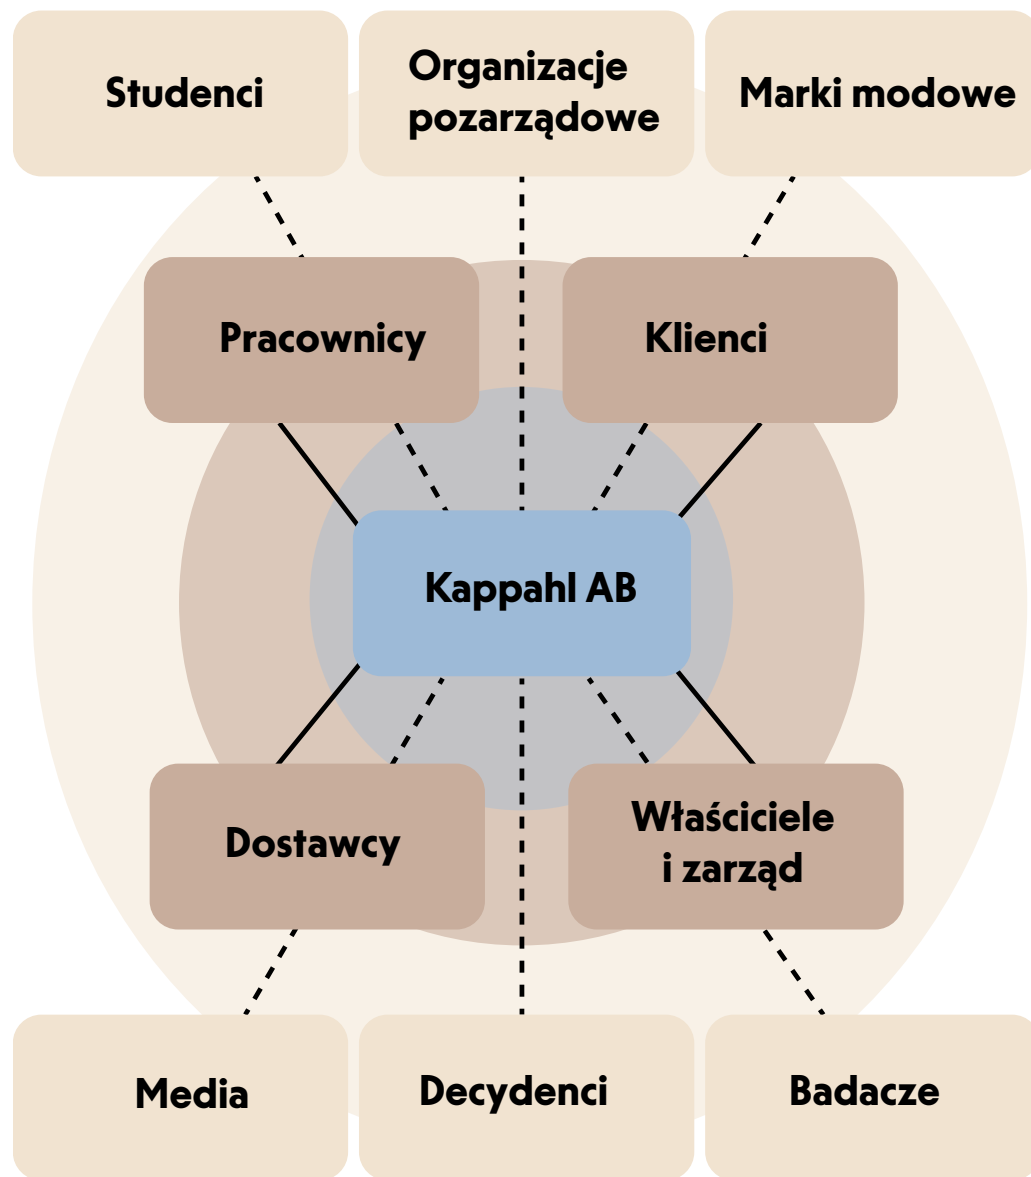 Studenci
Organizacje
pozarządowe
Marki modowe
Pracownicy
Klienci
Kappahl AB
Dostawcy
Właściciele
i zarząd
Media
Decydenci
Badacze